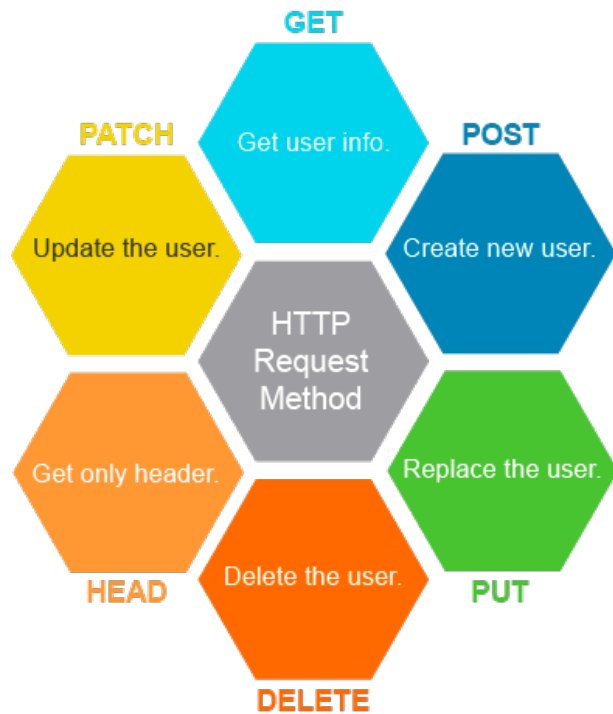 GET
Get user info.
PATCH
Update the user.
POST
Create new user.
HTTP
Request
Method
Get only header.
HEAD
Replace the user.
PUT
Delete the user.
DELETE